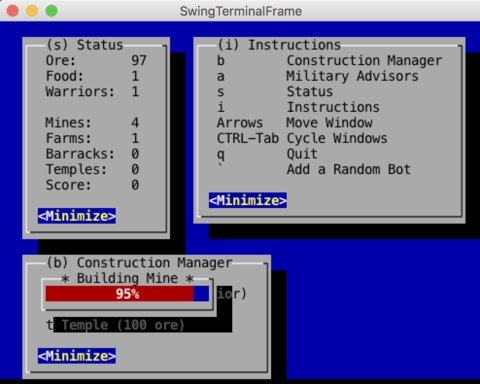 SwingTerminalFrame
(s) Status
Ore: 97
Food: 1
Warriors: 1
Mines: 4
Farms: 1
Barracks: 0
Temples: 0
Score: 0
<Minimize>
(i) Instructions
b Construction Manager
a Military Advisors
s Status
i Instructions
Arrows Move Window
CTRL-Tab Cycle Windows
q Quit
` Add a Random Bot
<Minimize>
(b) Construction Manager
* Building Mine *
95%
ior)
t Temple (100 ore)
<Minimize>